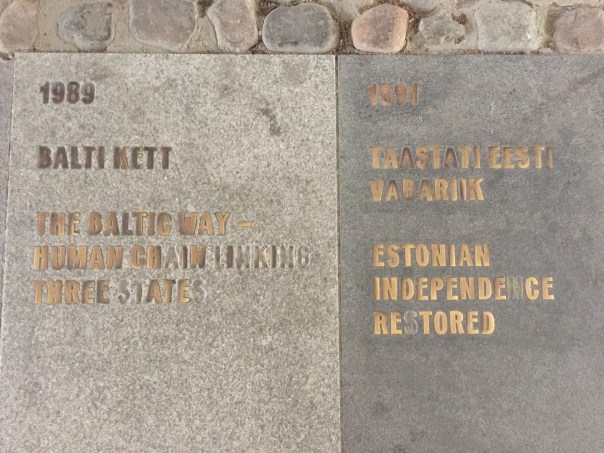 1989
BALTI KETT
THE BALTIC WAY –
HUMAN CHAIN LINKING
THREE STATES
1991
TAASTATI EESTI
VABARIIK
ESTONIAN
INDEPENDENCE
RESTORED